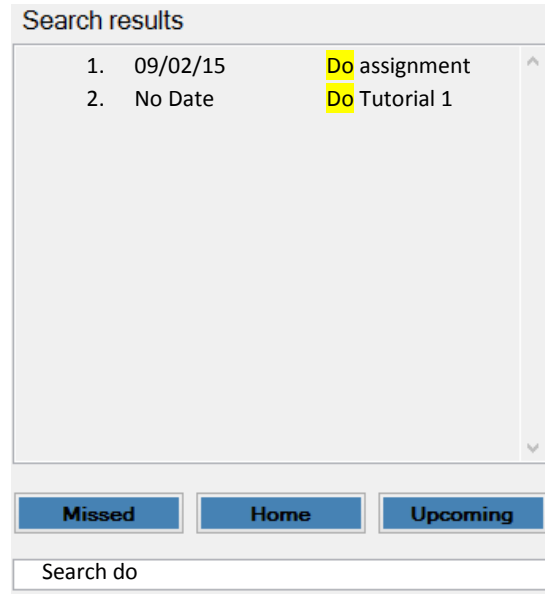 Search results
1. 09/02/15 Do assignment
2. No Date Do Tutorial 1
Missed Home Upcoming
Search do